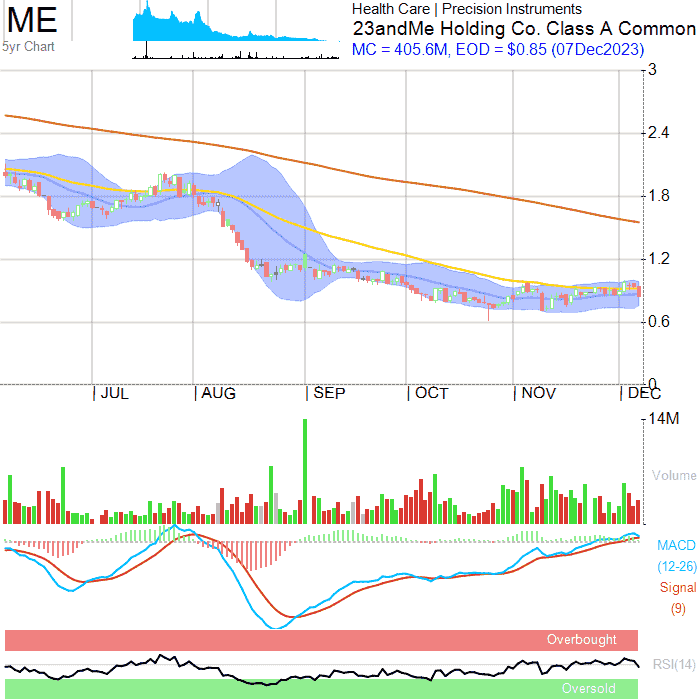 ME
5yr Chart
Health Care | Precision Instruments
23andMe Holding Co. Class A Common
MC = 405.6M, EOD = $0.85 (07Dec2023)
3
2.4
1.8
1.2
0.6
0
JUL AUG SEP OCT NOV DEC
14M
Volume
MACD
(12-26)
Signal
(9)
Overbought
RSI(14)
Oversold